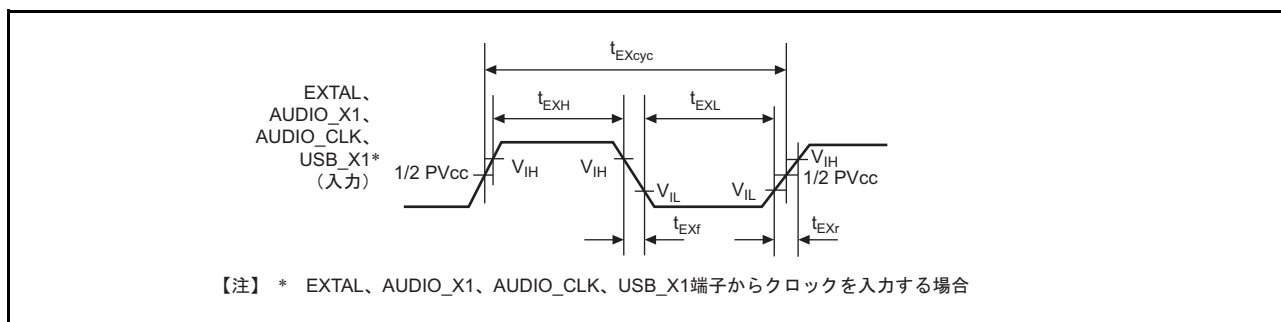 tEXcyc
EXTAL、
AUDIO_X1、
AUDIO_CLK、
USB_X1*
（入力）
tEXH
tEXL
1/2 PVcc
VIH
VIH
VIL
VIL
VIH
1/2 PVcc
tEXf
tEXr
【注】 * EXTAL、AUDIO_X1、AUDIO_CLK、USB_X1端子からクロックを入力する場合